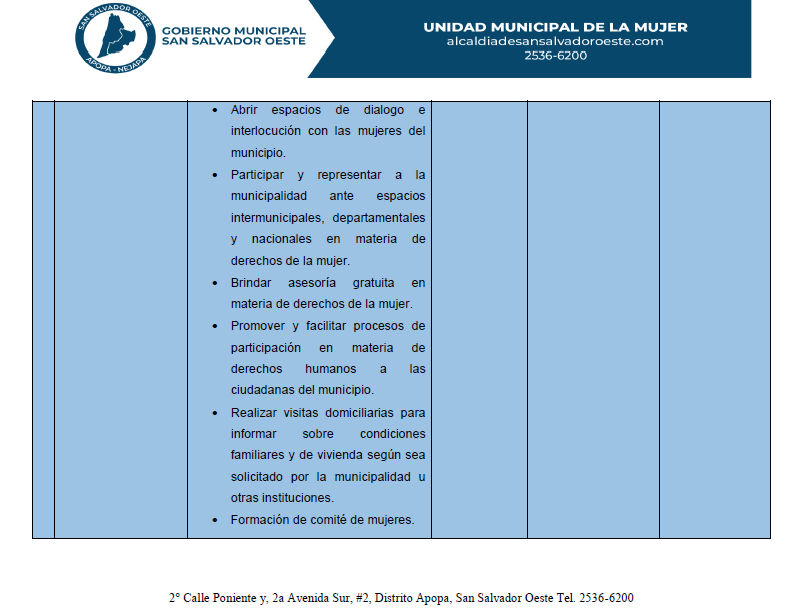 SAN SALVADOR OESTE
APOPA - NEJAPA
GOBIERNO MUNICIPAL
SAN SALVADOR OESTE
UNIDAD MUNICIPAL DE LA MUJER
alcaldiadesansalvadoroeste.com
2536-6200
• Abrir espacios de dialogo e
interlocución con las mujeres del
municipio.
• Participar y representar a la
municipalidad ante espacios
intermunicipales, departamentales
y nacionales en materia de
derechos de la mujer.
• Brindar asesoría gratuita en
materia de derechos de la mujer.
• Promover y facilitar procesos de
participación en materia de
derechos humanos a las
ciudadanas del municipio.
• Realizar visitas domiciliarias para
informar sobre condiciones
familiares y de vivienda según sea
solicitado por la municipalidad u
otras instituciones.
• Formación de comité de mujeres.
2° Calle Poniente y, 2a Avenida Sur, #2, Distrito Apopa, San Salvador Oeste Tel. 2536-6200